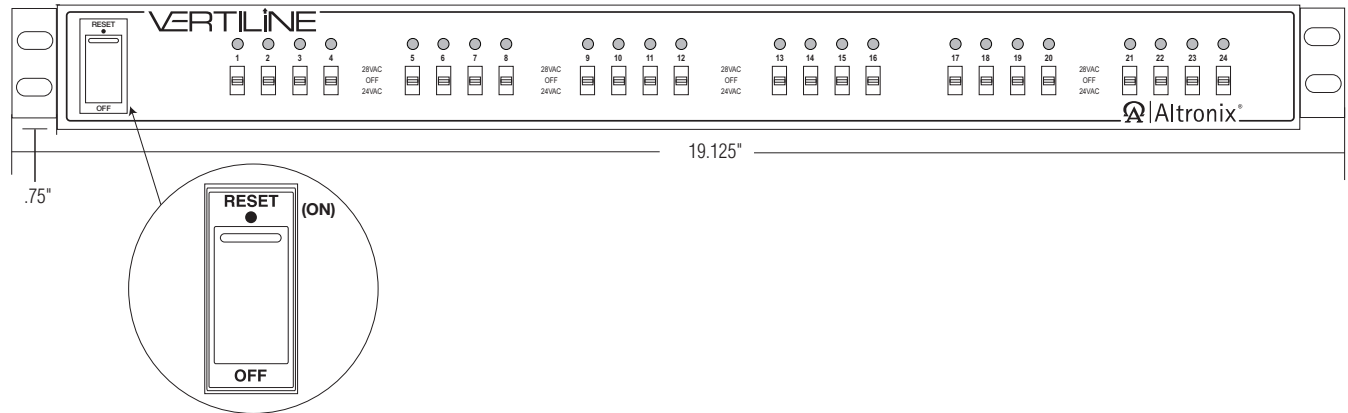 RESET
VERTILINE
1 2 3 4 5 6 7 8 9 10 11 12 13 14 15 16 17 18 19 20 21 22 23 24
28VAC 28VAC 28VAC 28VAC
OFF OFF OFF OFF
24VAC 24VAC 24VAC 24VAC
OFF
Altronix®
19.125"
.75"
RESET
(ON)
OFF